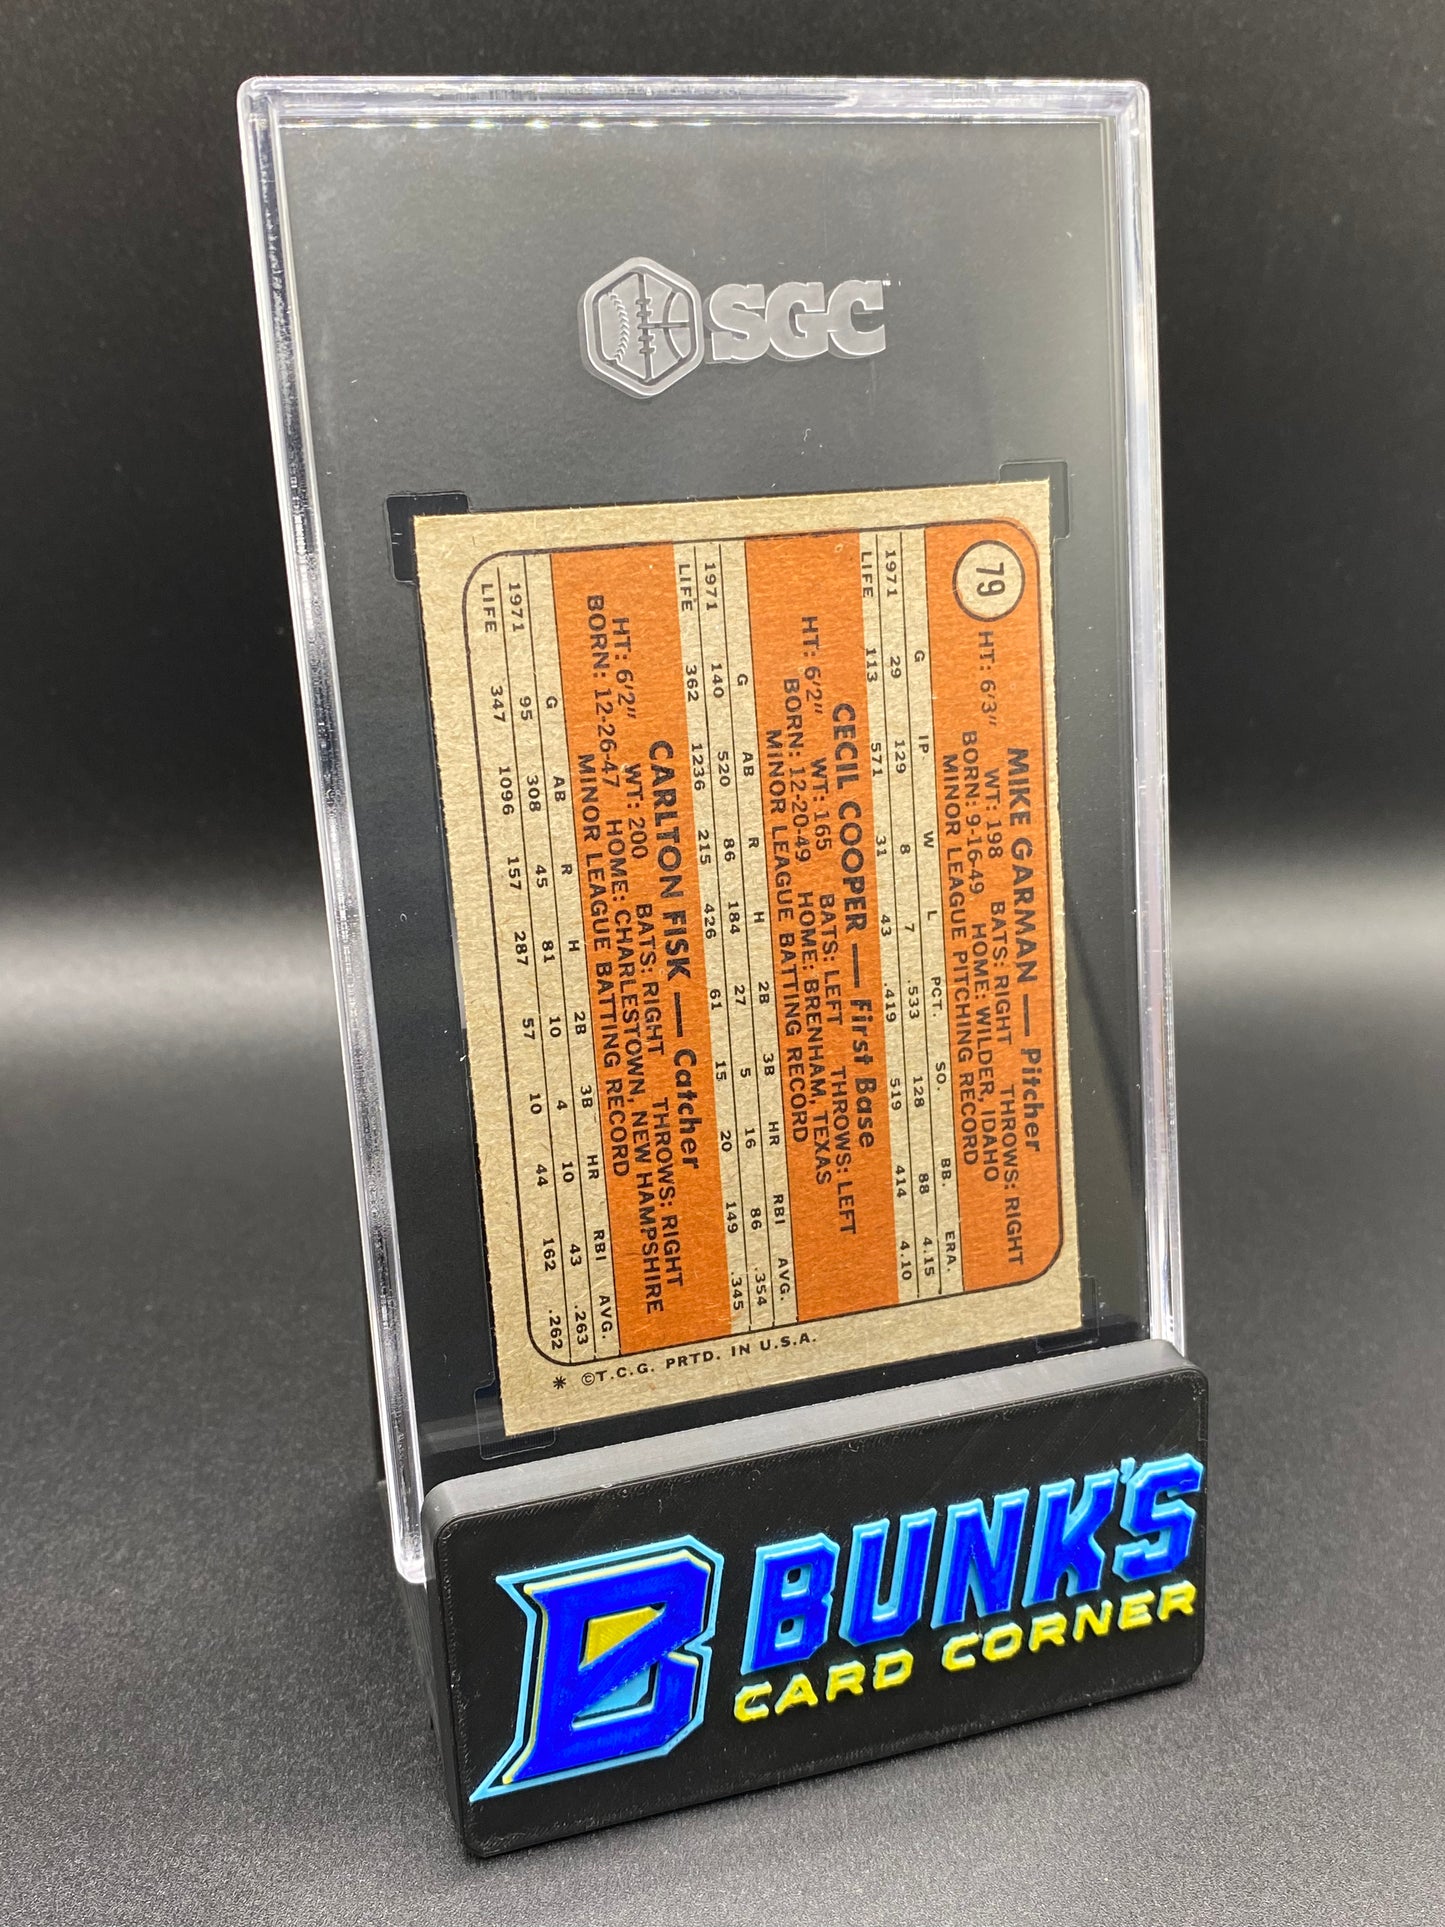 SGC
79
MIKE GARMAN — Pitcher
HT: 6'3" WT: 198 BATS: RIGHT THROWS: RIGHT
BORN: 9-16-49 HOME: WILDER, IDAHO
MINOR LEAGUE PITCHING RECORD
G IP W L PCT. SO. BB. ERA.
1971 29 129 8 7 .533 128 88 4.15
LIFE 113 571 31 43 .419 519 414 4.10
CECIL COOPER — First Base
HT: 6'2" WT: 165 BATS: LEFT THROWS: LEFT
BORN: 12-20-49 HOME: BRENHAM, TEXAS
MINOR LEAGUE BATTING RECORD
G AB R H 2B 3B HR RBI AVG.
1971 140 520 86 184 27 5 16 86 .354
LIFE 362 1236 215 426 61 15 20 149 .345
CARLTON FISK — Catcher
HT: 6'2" WT: 200 BATS: RIGHT THROWS: RIGHT
BORN: 12-26-47 HOME: CHARLESTOWN, NEW HAMPSHIRE
MINOR LEAGUE BATTING RECORD
G AB R H 2B 3B HR RBI AVG.
1971 95 308 45 81 10 4 10 43 .263
LIFE 347 1096 157 287 57 10 44 162 .262
* ©T.C.G. PRTD. IN U.S.A.
B BUNK'S
CARD CORNER